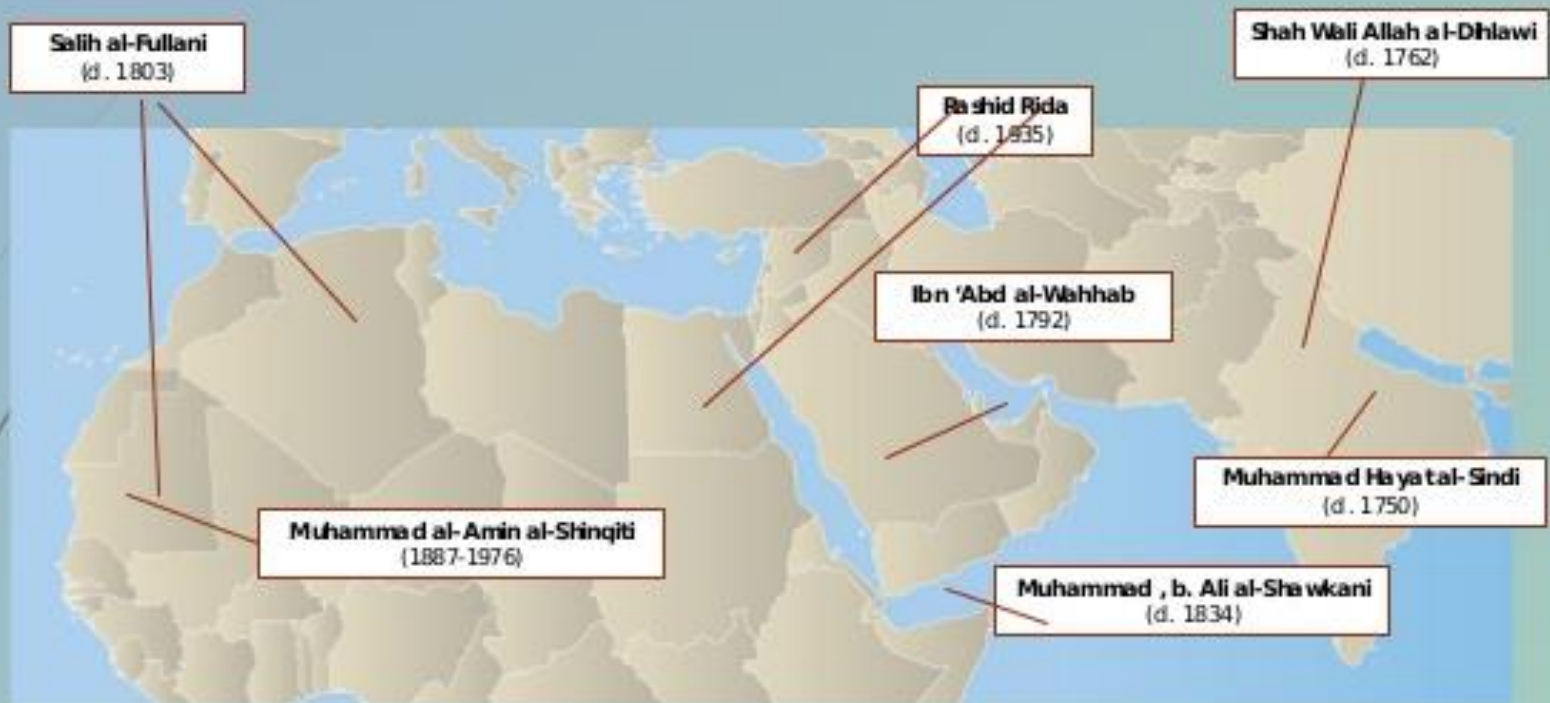 Salih al-Fullani
(d. 1803)
Shah Wali Allah al-Dihlawi
(d. 1762)
Rashid Rida
(d. 1935)
Ibn ‘Abd al-Wahhab
(d. 1792)
Muhammad Hayat al-Sindi
(d. 1750)
Muhammad al-Amin al-Shinqiti
(1887-1976)
Muhammad , b. Ali al-Shawkani
(d. 1834)